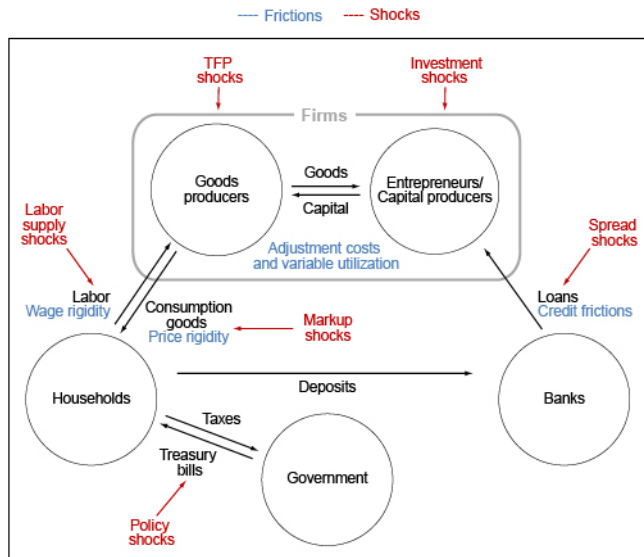 ---- Frictions ---- Shocks
TFP
shocks
Investment
shocks
Firms
Goods
producers
Goods
Capital
Entrepreneurs/
Capital producers
Labor
supply
shocks
Adjustment costs
and variable utilization
Spread
shocks
Labor
Wage rigidity
Consumption
goods
Price rigidity
Markup
shocks
Loans
Credit frictions
Households
Deposits
Banks
Taxes
Treasury
bills
Government
Policy
shocks